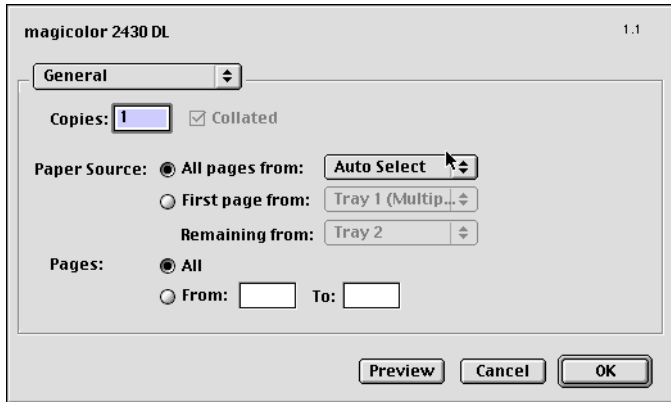 magicolor 2430 DL 1.1
General
Copies: 1 Collated
Paper Source: All pages from: Auto Select
First page from: Tray 1 (Multip...
Remaining from: Tray 2
Pages: All
From: To:
Preview Cancel OK